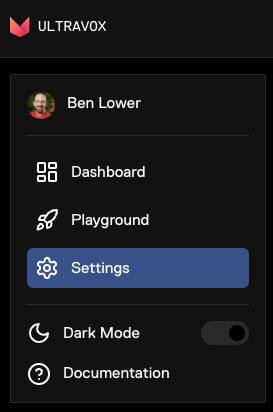 ULTRAVOX
Ben Lower
Dashboard
Playground
Settings
Dark Mode
Documentation